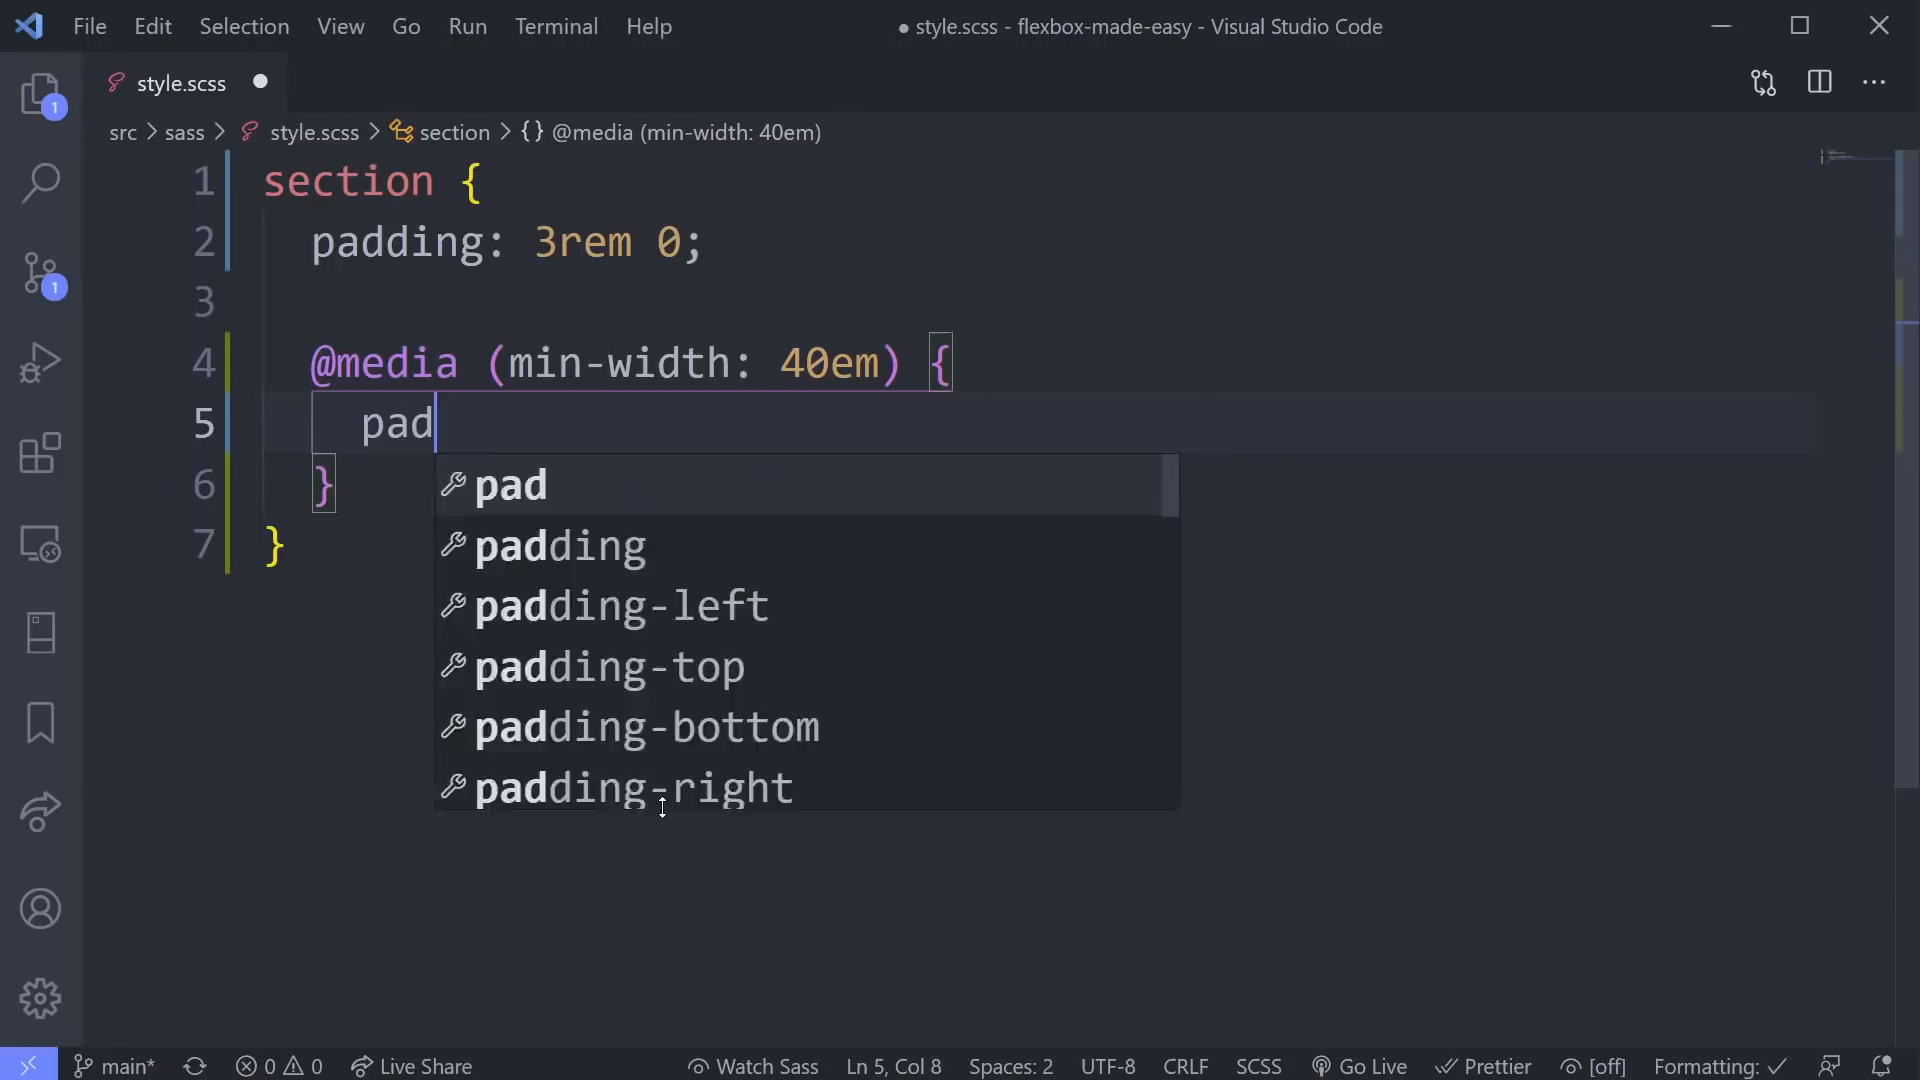 File Edit Selection View Go Run Terminal Help ● style.scss - flexbox-made-easy - Visual Studio Code
style.scss
src > sass > style.scss > section > {} @media (min-width: 40em)
1 section {
2 padding: 3rem 0;
3
4 @media (min-width: 40em) {
5 pad
6 }
7 }
pad
padding
padding-left
padding-top
padding-bottom
padding-right
1
1
main* 0 0 Live Share Watch Sass Ln 5, Col 8 Spaces: 2 UTF-8 CRLF SCSS Go Live Prettier [off] Formatting: ✓